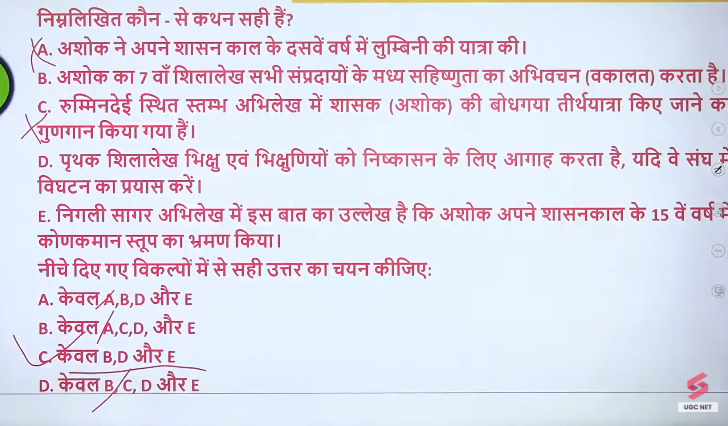 निम्नलिखित कौन - से कथन सही हैं?
A. अशोक ने अपने शासन काल के दसवें वर्ष में लुम्बिनी की यात्रा की।
B. अशोक का 7 वाँ शिलालेख सभी संप्रदायों के मध्य सहिष्णुता का अभिवचन (वकालत) करता है।
C. रुम्मिनदेई स्थित स्तम्भ अभिलेख में शासक (अशोक) की बोधगया तीर्थयात्रा किए जाने क
गुणगान किया गया हैं।
D. पृथक शिलालेख भिक्षु एवं भिक्षुणियों को निष्कासन के लिए आगाह करता है, यदि वे संघ में
विघटन का प्रयास करें।
E. निगली सागर अभिलेख में इस बात का उल्लेख है कि अशोक अपने शासनकाल के 15 वें वर्ष में
कोणकमान स्तूप का भ्रमण किया।
नीचे दिए गए विकल्पों में से सही उत्तर का चयन कीजिए:
A. केवल A,B,D और E
B. केवल A,C,D, और E
C. केवल B,D और E
D. केवल B, C, D और E
UGC NET